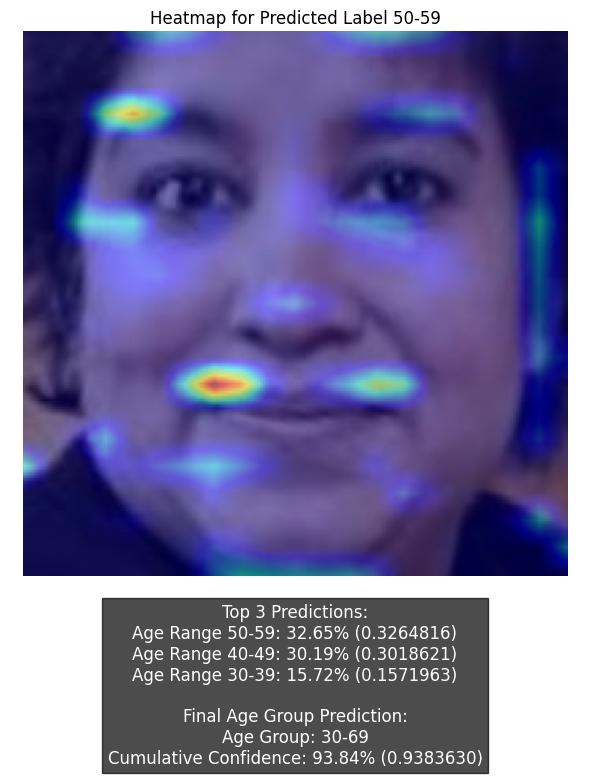 Heatmap for Predicted Label 50-59
Top 3 Predictions:
Age Range 50-59: 32.65% (0.3264816)
Age Range 40-49: 30.19% (0.3018621)
Age Range 30-39: 15.72% (0.1571963)
Final Age Group Prediction:
Age Group: 30-69
Cumulative Confidence: 93.84% (0.9383630)